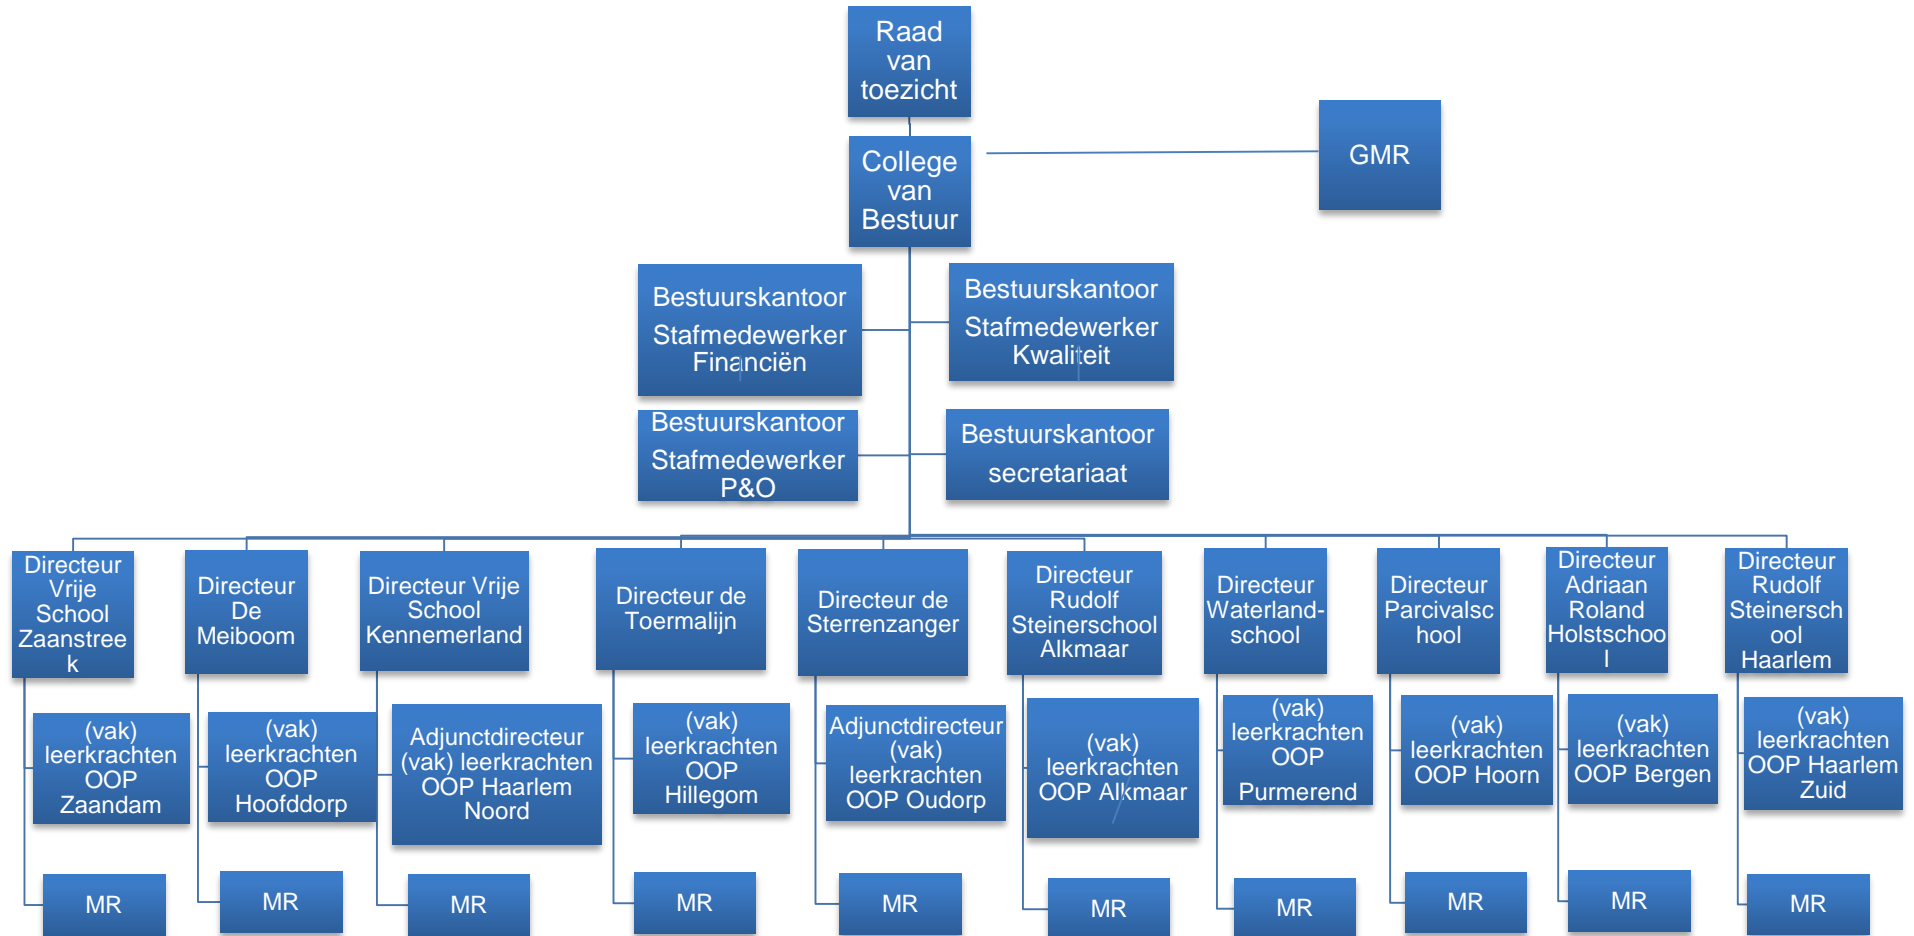 Raad
van
toezicht
College
van
Bestuur
GMR
Bestuurskantoor
Stafmedewerker
Financiën
Bestuurskantoor
Stafmedewerker
Kwaliteit
Bestuurskantoor
Stafmedewerker
P&O
Bestuurskantoor
secretariaat
Directeur
Vrije
School
Zaanstree
k
Directeur
De
Meiboom
Directeur Vrije
School
Kennemerland
Directeur de
Toermalijn
Directeur de
Sterrenzanger
Directeur
Rudolf
Steinerschool
Alkmaar
Directeur
Waterland-
school
Directeur
Parcivalsc
hool
Directeur
Adriaan
Roland
Holstschoo
l
Directeur
Rudolf
Steinersch
ool
Haarlem
(vak)
leerkrachten
OOP
Zaandam
(vak)
leerkrachten
OOP
Hoofddorp
Adjunctdirecteur
(vak) leerkrachten
OOP Haarlem
Noord
(vak)
leerkrachten
OOP
Hillegom
Adjunctdirecteur
(vak)
leerkrachten
OOP Oudorp
(vak)
leerkrachten
OOP Alkmaar
(vak)
leerkrachten
OOP
Purmerend
(vak)
leerkrachten
OOP Hoorn
(vak)
leerkrachten
OOP Bergen
(vak)
leerkrachten
OOP Haarlem
Zuid
MR
MR
MR
MR
MR
MR
MR
MR
MR
MR